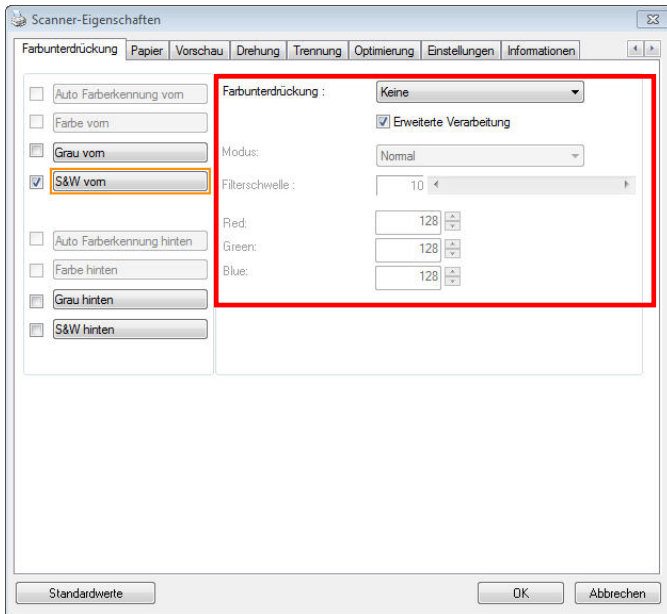 Scanner-Eigenschaften
Farbunterdrückung Papier Vorschau Drehung Trennung Optimierung Einstellungen Informationen
Auto Farberkennung vorn
Farbe vorn
Grau vorn
S&W vorn
Auto Farberkennung hinten
Farbe hinten
Grau hinten
S&W hinten
Farbunterdrückung : Keine
Erweiterte Verarbeitung
Modus: Normal
Filterschwelle : 10
Red: 128
Green: 128
Blue: 128
Standardwerte OK Abbrechen